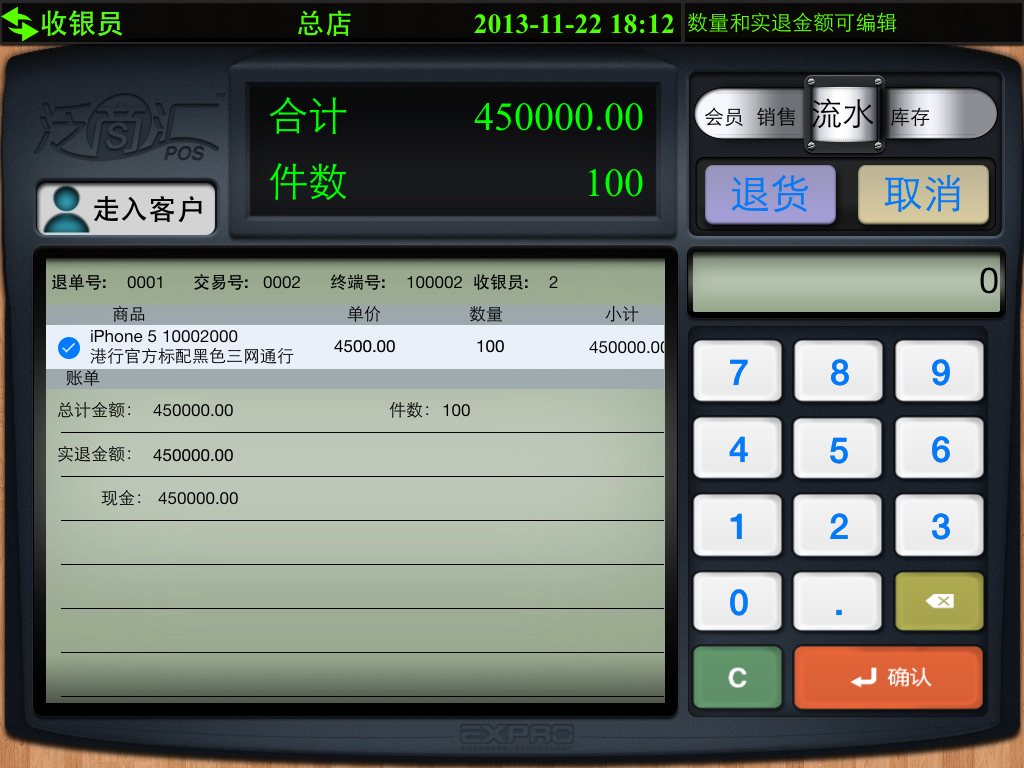 收银员 总店 2013-11-22 18:12 数量和实退金额可编辑
泛商汇 ™
S
POS
走入客户
合计 450000.00
件数 100
会员 销售 流水 库存
退货 取消
0
退单号: 0001 交易号: 0002 终端号: 100002 收银员: 2
商品 单价 数量 小计
iPhone 5 10002000
港行官方标配黑色三网通行 4500.00 100 450000.00
账单
总计金额: 450000.00 件数: 100
实退金额: 450000.00
现金: 450000.00
7 8 9
4 5 6
1 2 3
0 .
C 确认
EXPRO